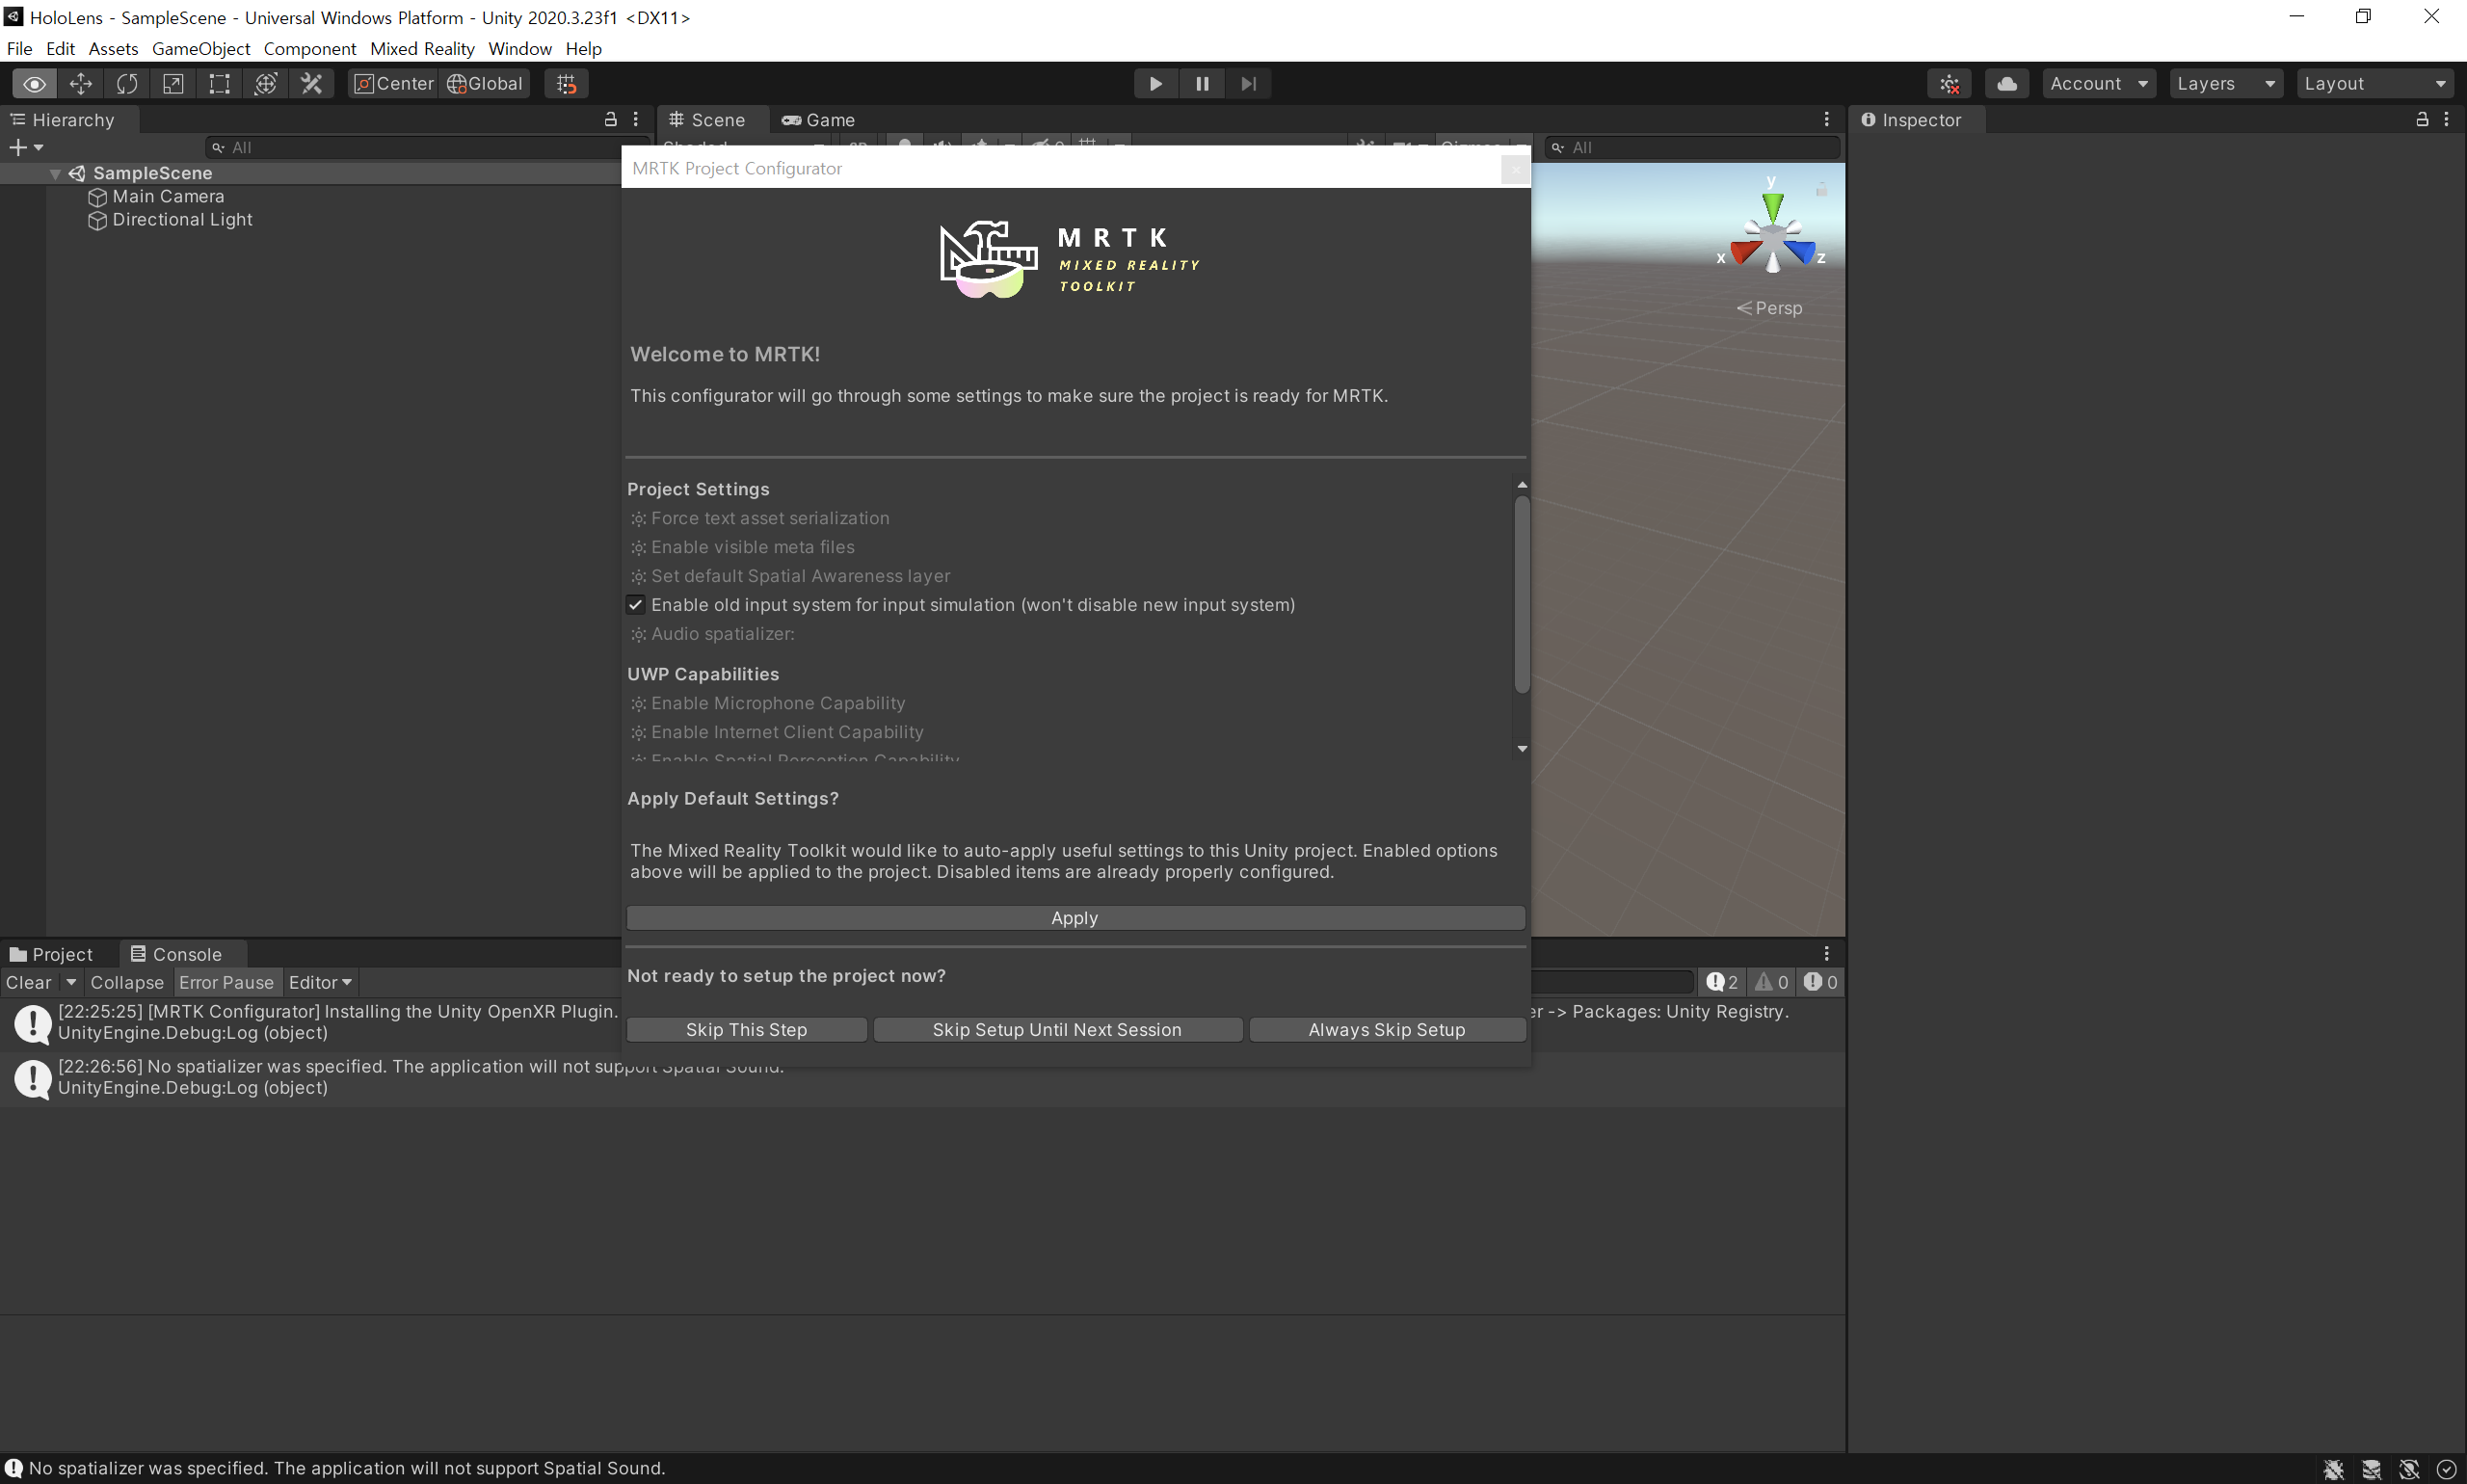 HoloLens - SampleScene - Universal Windows Platform - Unity 2020.3.23f1 <DX11>
File Edit Assets GameObject Component Mixed Reality Window Help
Center Global Account Layers Layout
Hierarchy
Scene Game
Inspector
All
All
SampleScene
Main Camera
Directional Light
y
x
z
Persp
MRTK Project Configurator
MRTK
MIXED REALITY
TOOLKIT
Welcome to MRTK!
This configurator will go through some settings to make sure the project is ready for MRTK.
Project Settings
Force text asset serialization
Enable visible meta files
Set default Spatial Awareness layer
Enable old input system for input simulation (won't disable new input system)
Audio spatializer:
UWP Capabilities
Enable Microphone Capability
Enable Internet Client Capability
Enable Spatial Perception Capability
Apply Default Settings?
The Mixed Reality Toolkit would like to auto-apply useful settings to this Unity project. Enabled options
above will be applied to the project. Disabled items are already properly configured.
Apply
Not ready to setup the project now?
Skip This Step Skip Setup Until Next Session Always Skip Setup
Project Console
Clear Collapse Error Pause Editor 2 0 0
[22:25:25] [MRTK Configurator] Installing the Unity OpenXR Plugin. er -> Packages: Unity Registry.
UnityEngine.Debug:Log (object)
[22:26:56] No spatializer was specified. The application will not support Spatial Sound.
UnityEngine.Debug:Log (object)
No spatializer was specified. The application will not support Spatial Sound.